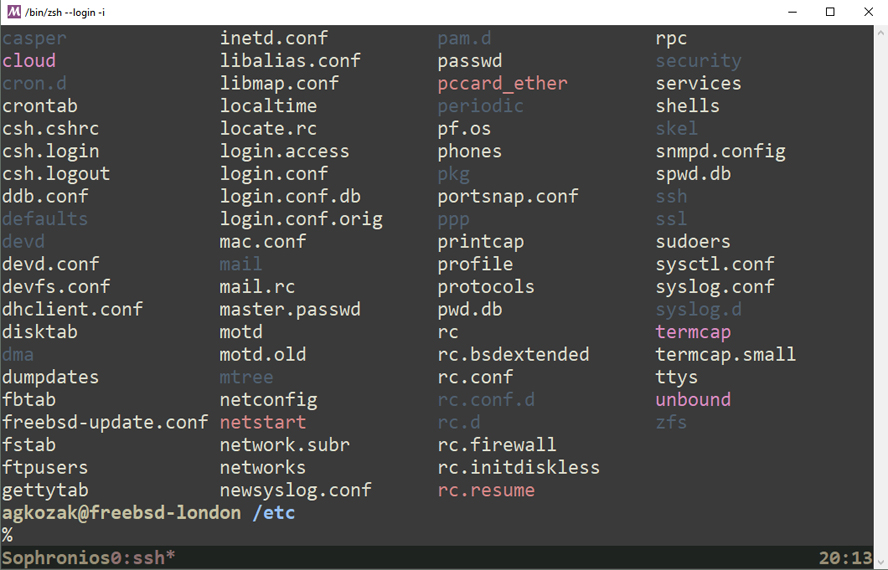 /bin/zsh --login -i
casper inetd.conf pam.d rpc
cloud libalias.conf passwd security
cron.d libmap.conf pccard_ether services
crontab localtime periodic shells
csh.cshrc locate.rc pf.os skel
csh.login login.access phones snmpd.config
csh.logout login.conf pkg spwd.db
ddb.conf login.conf.db portsnap.conf ssh
defaults login.conf.orig ppp ssl
devd mac.conf printcap sudoers
devd.conf mail profile sysctl.conf
devfs.conf mail.rc protocols syslog.conf
dhclient.conf master.passwd pwd.db syslog.d
disktab motd rc termcap
dma motd.old rc.bsdextended termcap.small
dumpdates mtree rc.conf ttys
fbtab netconfig rc.conf.d unbound
freebsd-update.conf netstart rc.d zfs
fstab network.subr rc.firewall
ftpusers networks rc.initdiskless
gettytab newsyslog.conf rc.resume
agkozak@freebsd-london /etc
%
Sophronios0:ssh* 20:13